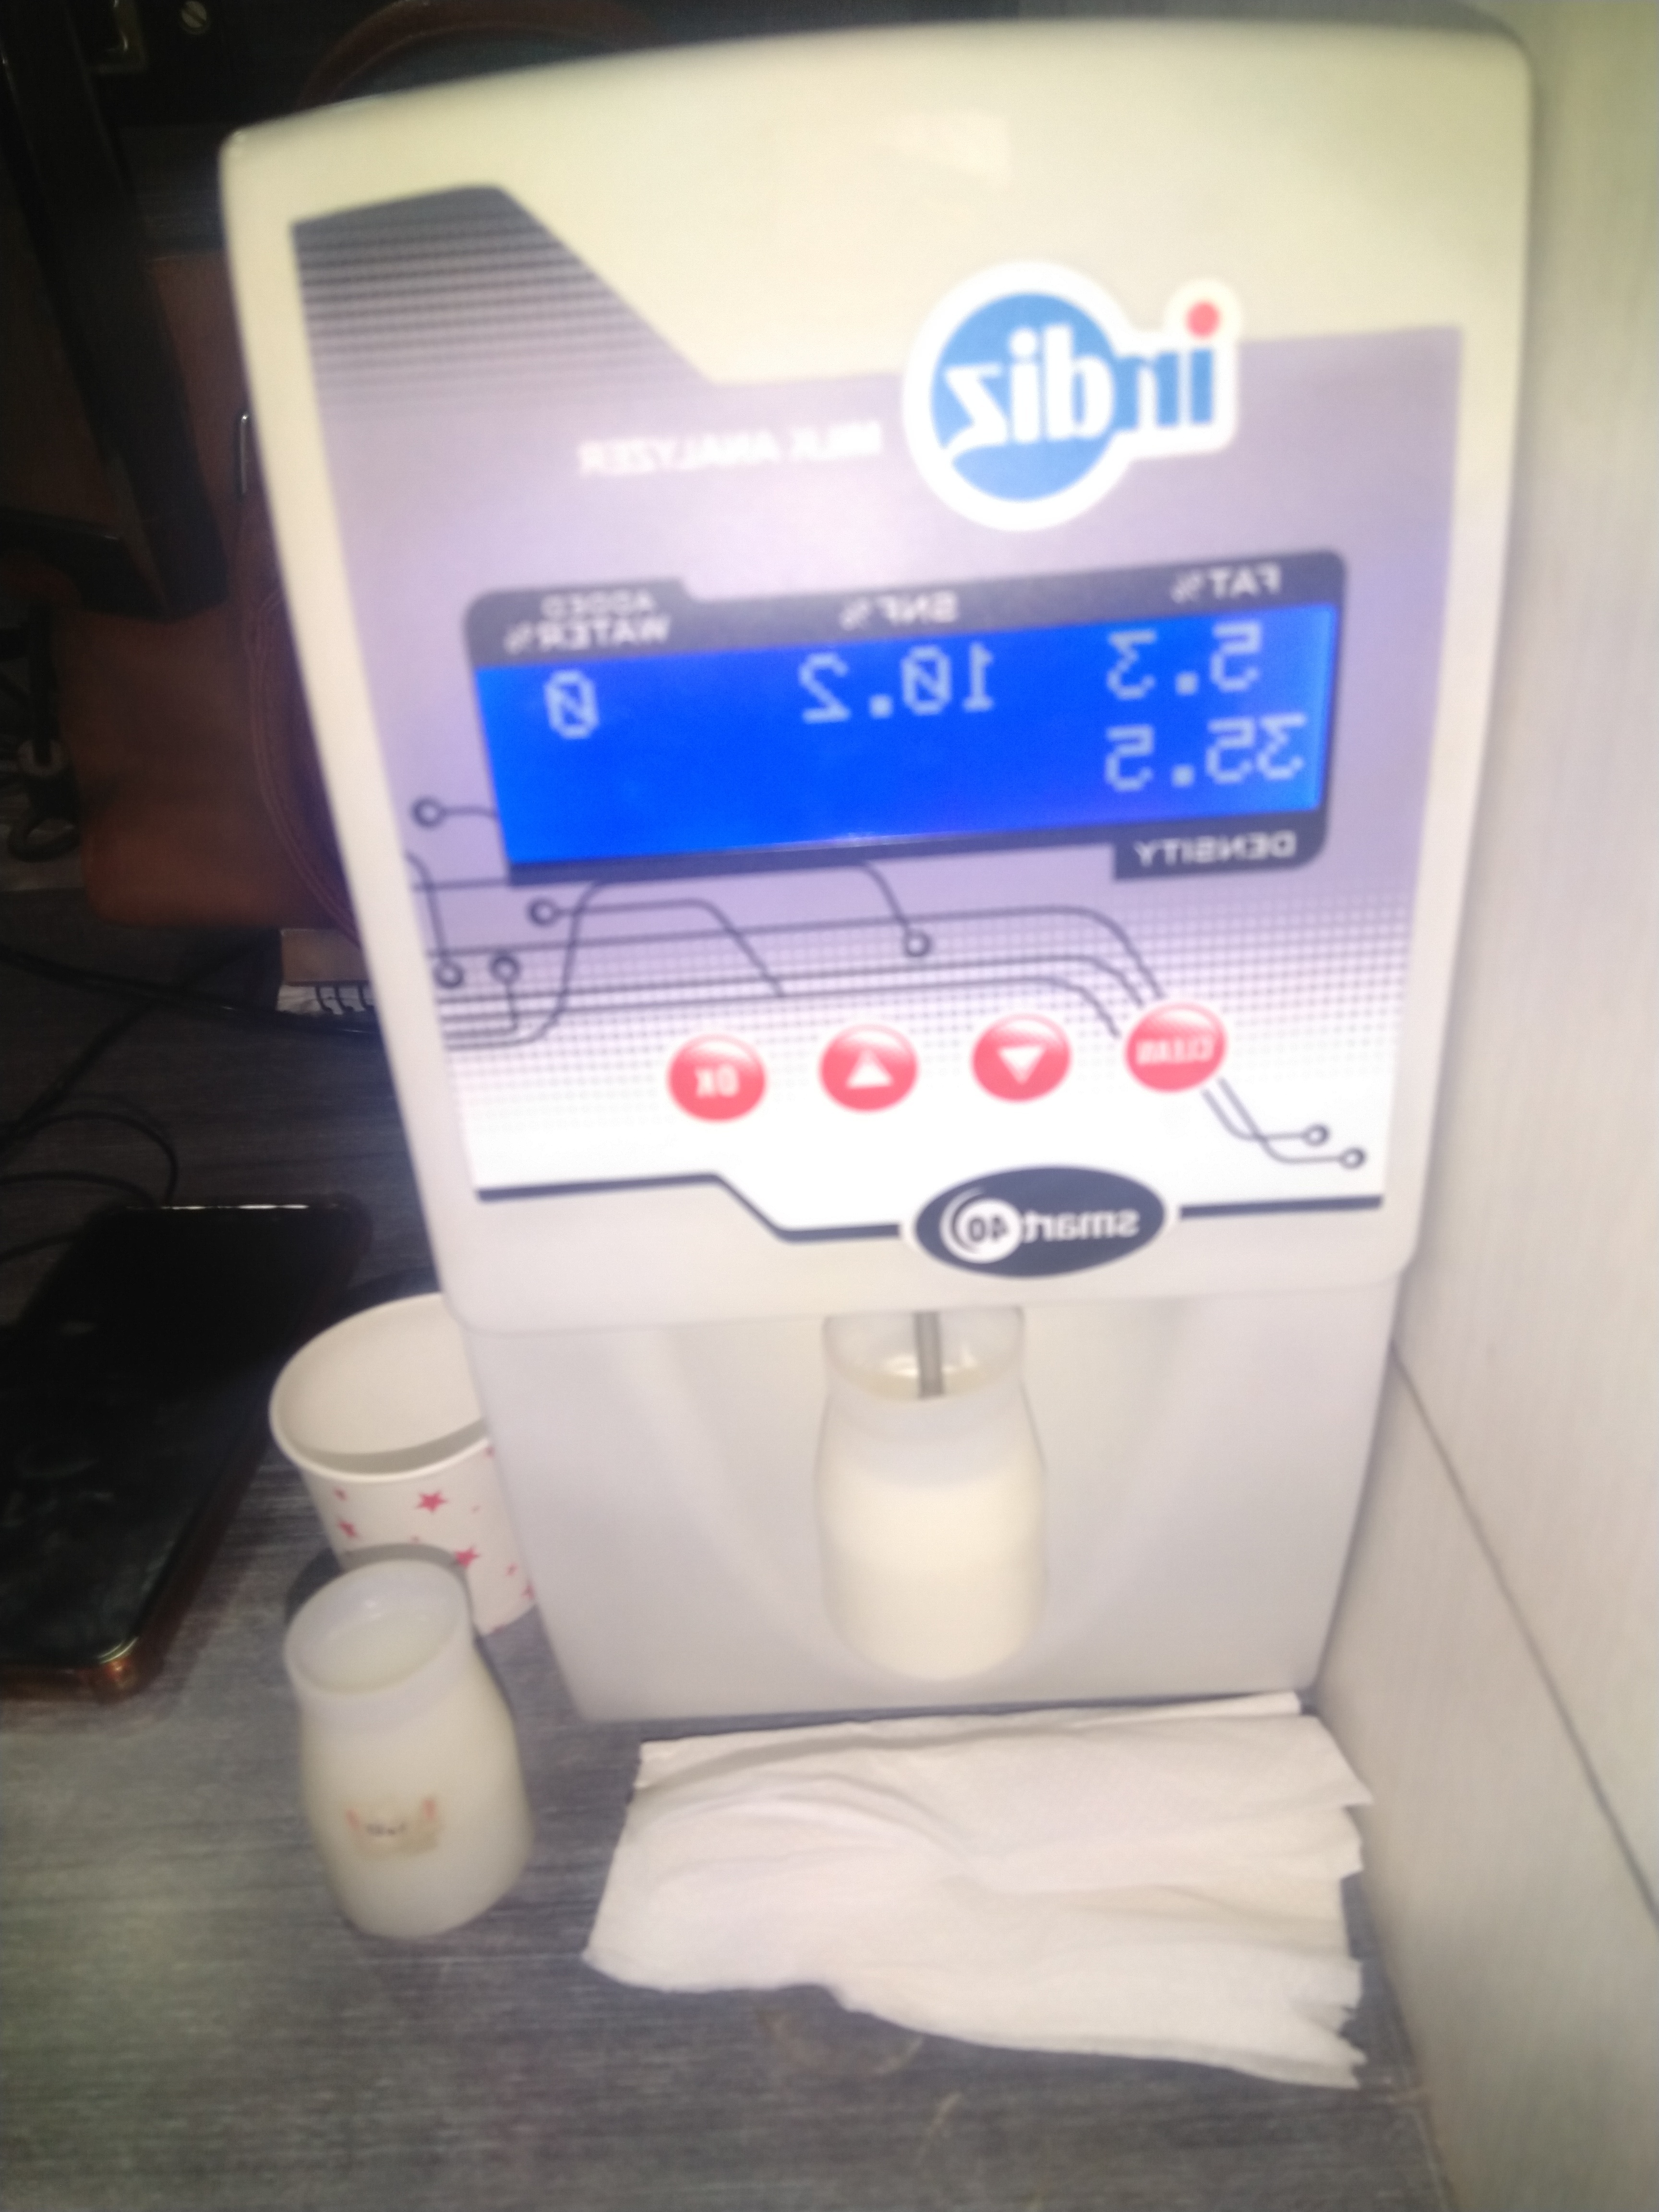 indiz
MILK ANALYZER
FAT% SNF% ADDED WATER%
5.3 10.2 0
35.5
DENSITY
CLEAN OK
smart 40